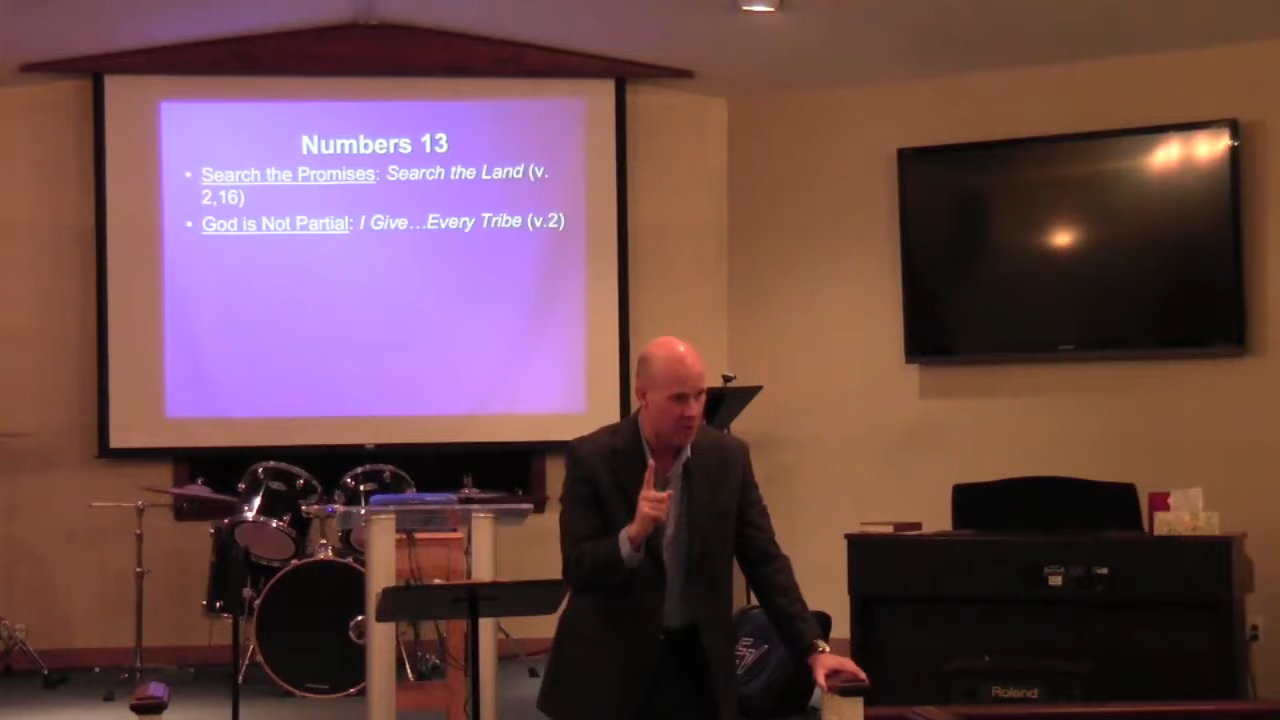 Numbers 13
• Search the Promises: Search the Land (v.
2,16)
• God is Not Partial: I Give…Every Tribe (v.2)
Roland